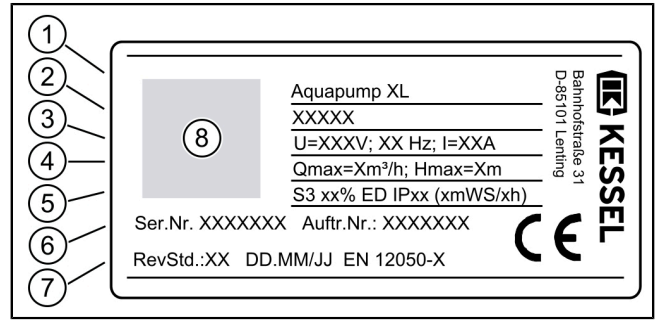 1
2
3
4
5
6
7
8
Aquapump XL
XXXXX
U=XXXV; XX Hz; I=XXA
Qmax=Xm³/h; Hmax=Xm
S3 xx% ED IPxx (xmWS/xh)
Ser.Nr. XXXXXXX Auftr.Nr.: XXXXXXX
RevStd.:XX DD.MM/JJ EN 12050-X
Bahnhofstraße 31
D-85101 Lenting
KESSEL
CE